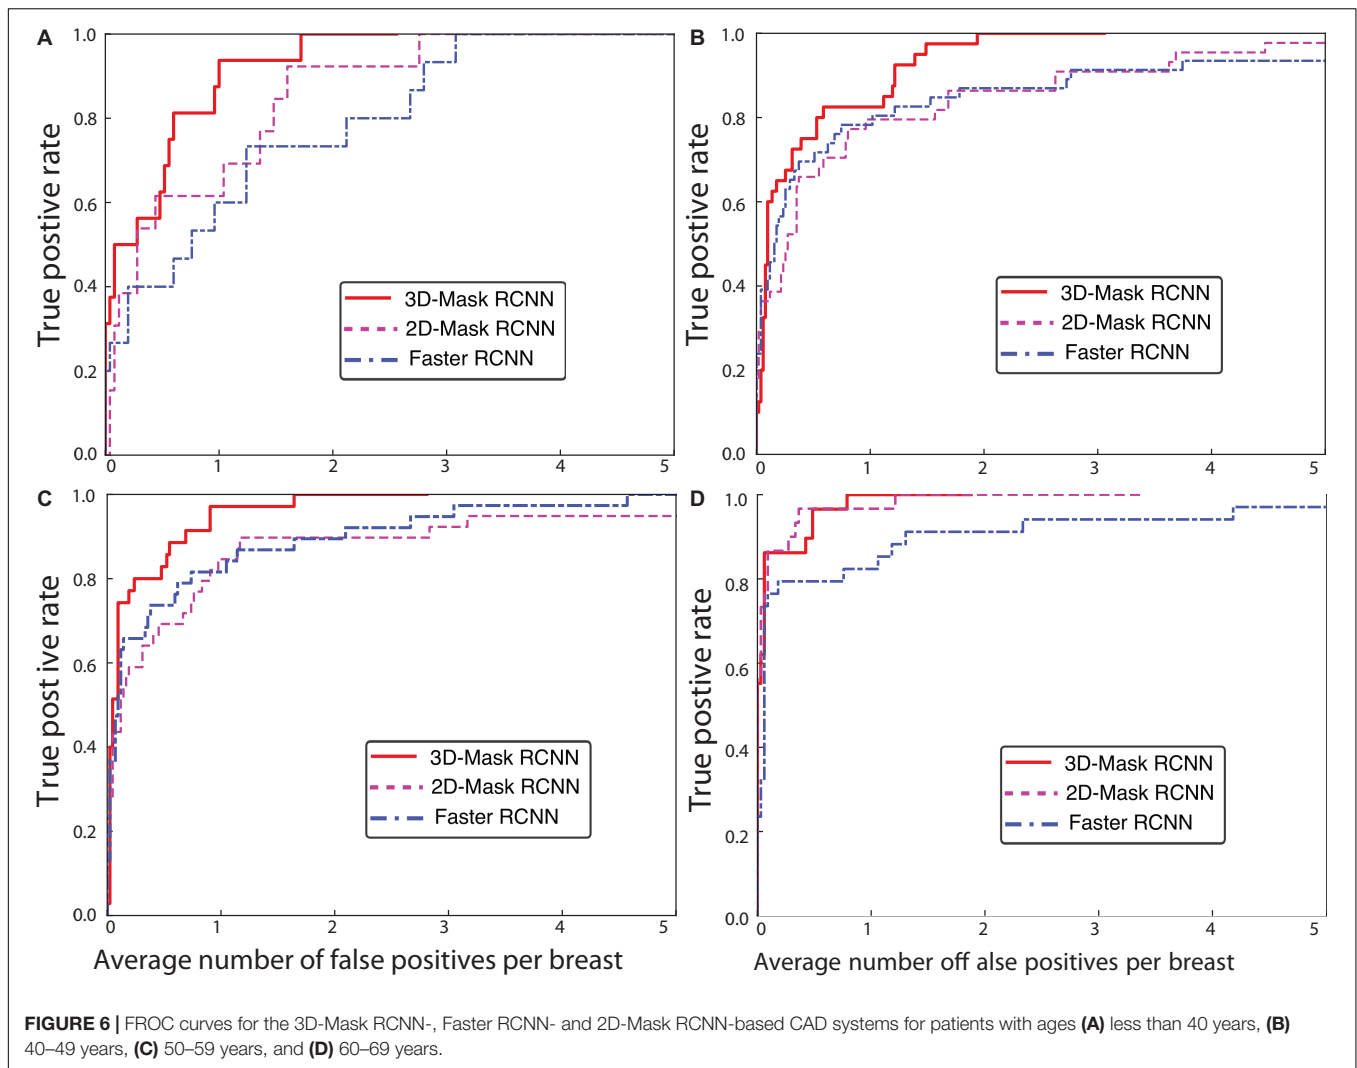 A
1.0
0.8
0.6
0.4
0.2
0.0
True postive rate
3D-Mask RCNN
2D-Mask RCNN
Faster RCNN
0 1 2 3 4 5
B
1.0
0.8
0.6
0.4
0.2
0.0
True postive rate
3D-Mask RCNN
2D-Mask RCNN
Faster RCNN
0 1 2 3 4 5
C
1.0
0.8
0.6
0.4
0.2
0.0
True postive rate
3D-Mask RCNN
2D-Mask RCNN
Faster RCNN
0 1 2 3 4 5
Average number of false positives per breast
D
1.0
0.8
0.6
0.4
0.2
0.0
True postive rate
3D-Mask RCNN
2D-Mask RCNN
Faster RCNN
0 1 2 3 4 5
Average number off alse positives per breast
FIGURE 6 | FROC curves for the 3D-Mask RCNN-, Faster RCNN- and 2D-Mask RCNN-based CAD systems for patients with ages (A) less than 40 years, (B)
40–49 years, (C) 50–59 years, and (D) 60–69 years.